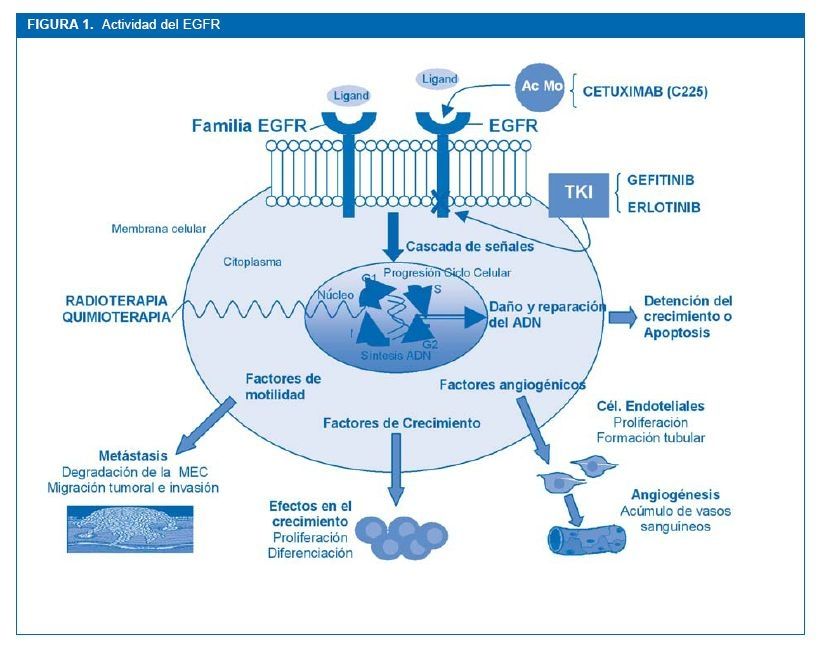 FIGURA 1. Actividad del EGFR
Ligand
Ligand
Ac Mo
CETUXIMAB (C225)
Familia EGFR
EGFR
TKI
GEFITINIB
ERLOTINIB
Membrana celular
Cascada de señales
Citoplasma
Progresión Ciclo Celular
G1
S
Núcleo
RADIOTERAPIA
QUIMIOTERAPIA
Daño y reparación
del ADN
Detención del
crecimiento o
Apoptosis
G2
Síntesis ADN
Factores de
motilidad
Factores angiogénicos
Factores de Crecimiento
Cél. Endoteliales
Proliferación
Formación tubular
Metástasis
Degradación de la MEC
Migración tumoral e invasión
Efectos en el
crecimiento
Proliferación
Diferenciación
Angiogénesis
Acúmulo de vasos
sanguíneos